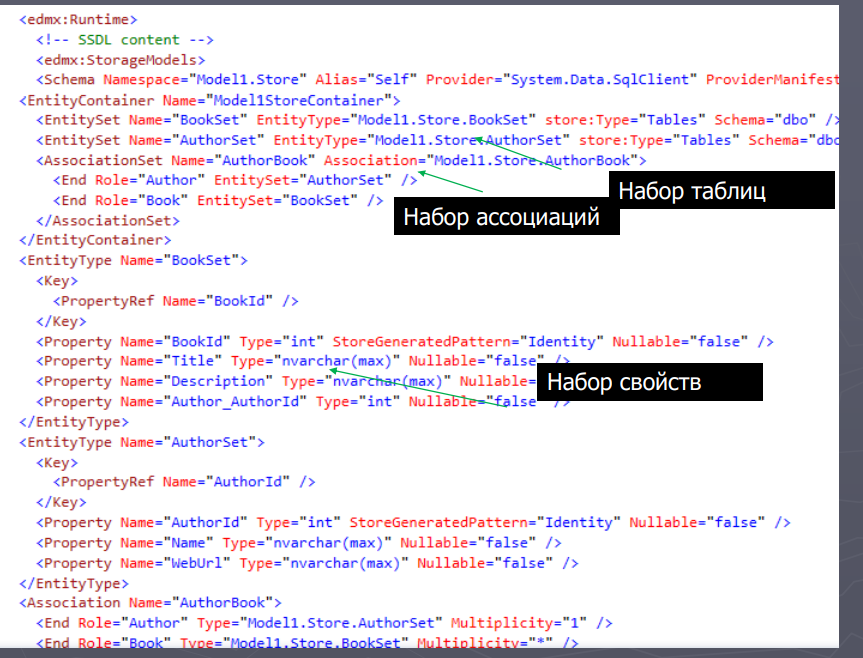 <edmx:Runtime>
<!-- SSDL content -->
<edmx:StorageModels>
<Schema Namespace="Model1.Store" Alias="Self" Provider="System.Data.SqlClient" ProviderManifest
<EntityContainer Name="Model1StoreContainer">
<EntitySet Name="BookSet" EntityType="Model1.Store.BookSet" store:Type="Tables" Schema="dbo" />
<EntitySet Name="AuthorSet" EntityType="Model1.Store.AuthorSet" store:Type="Tables" Schema="dbo
<AssociationSet Name="AuthorBook" Association="Model1.Store.AuthorBook">
<End Role="Author" EntitySet="AuthorSet" />
Набор таблиц
<End Role="Book" EntitySet="BookSet" />
Набор ассоциаций
</AssociationSet>
</EntityContainer>
<EntityType Name="BookSet">
<Key>
<PropertyRef Name="BookId" />
</Key>
<Property Name="BookId" Type="int" StoreGeneratedPattern="Identity" Nullable="false" />
<Property Name="Title" Type="nvarchar(max)" Nullable="false" />
<Property Name="Description" Type="nvarchar(max)" Nullable=
Набор свойств
<Property Name="Author_AuthorId" Type="int" Nullable="false" />
</EntityType>
<EntityType Name="AuthorSet">
<Key>
<PropertyRef Name="AuthorId" />
</Key>
<Property Name="AuthorId" Type="int" StoreGeneratedPattern="Identity" Nullable="false" />
<Property Name="Name" Type="nvarchar(max)" Nullable="false" />
<Property Name="WebUrl" Type="nvarchar(max)" Nullable="false" />
</EntityType>
<Association Name="AuthorBook">
<End Role="Author" Type="Model1.Store.AuthorSet" Multiplicity="1" />
<End Role="Book" Type="Model1.Store.BookSet" Multiplicity="*" />